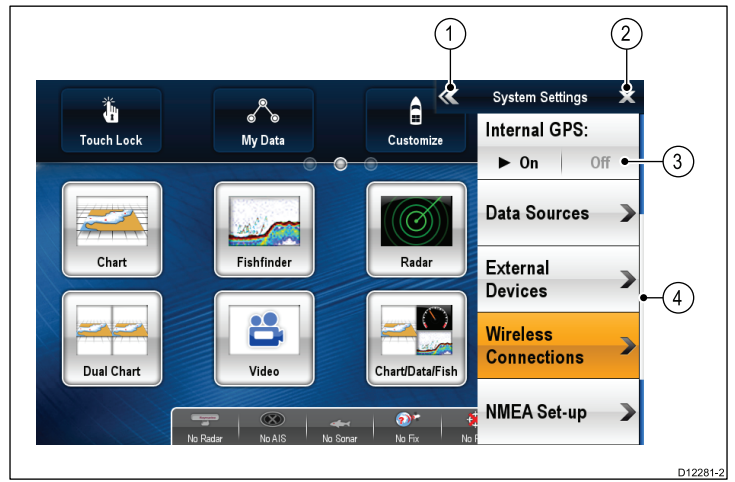 1
2
System Settings
Touch Lock
My Data
Customize
Internal GPS:
On
Off
3
Data Sources
Chart
Fishfinder
Radar
External
Devices
4
Wireless
Connections
Dual Chart
Video
Chart/Data/Fish
NMEA Set-up
No Radar
No AIS
No Sonar
No Fix
No
D12281-2